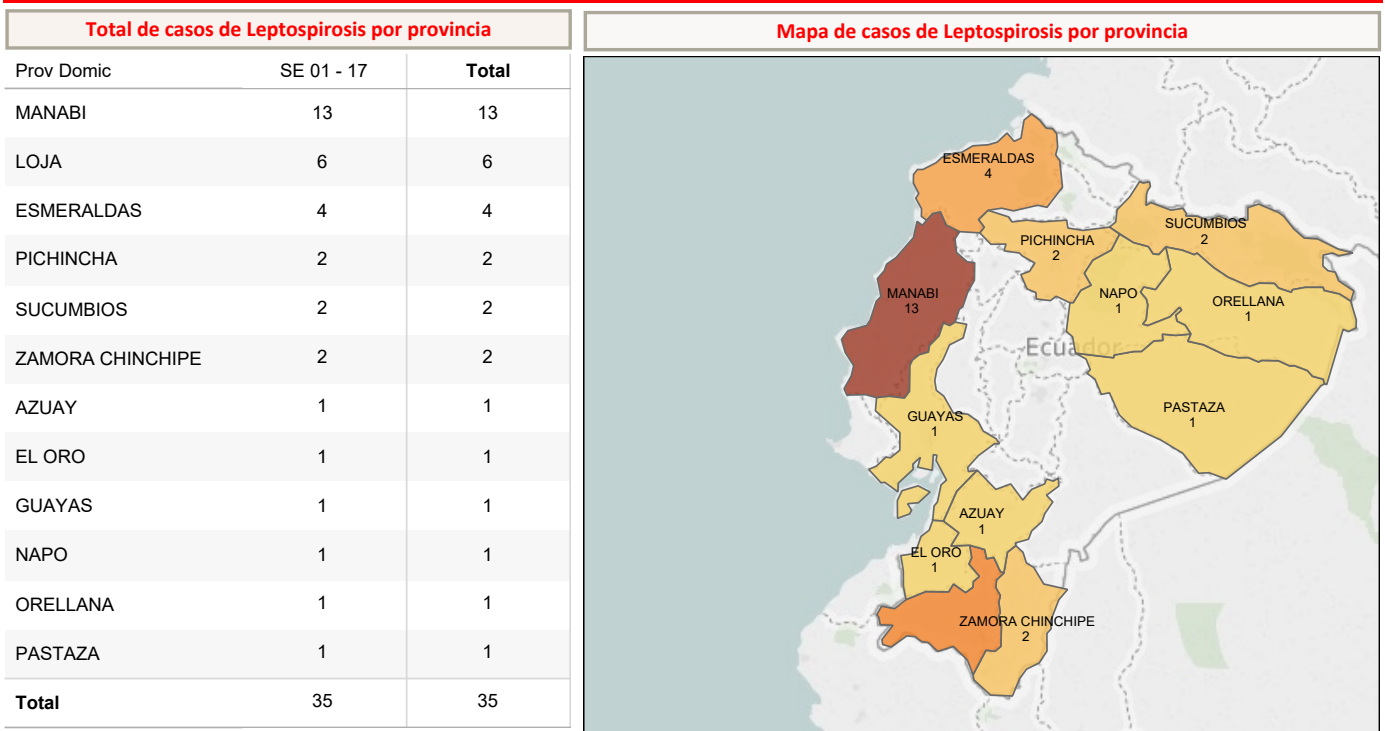 Total de casos de Leptospirosis por provincia
Prov Domic SE 01 - 17 Total
MANABI 13 13
LOJA 6 6
ESMERALDAS 4 4
PICHINCHA 2 2
SUCUMBIOS 2 2
ZAMORA CHINCHIPE 2 2
AZUAY 1 1
EL ORO 1 1
GUAYAS 1 1
NAPO 1 1
ORELLANA 1 1
PASTAZA 1 1
Total 35 35
Mapa de casos de Leptospirosis por provincia
ESMERALDAS
4
SUCUMBIOS
2
PICHINCHA
2
MANABI
13
NAPO
1
ORELLANA
1
Ecuador
PASTAZA
1
GUAYAS
1
AZUAY
1
EL ORO
1
ZAMORA CHINCHIPE
2